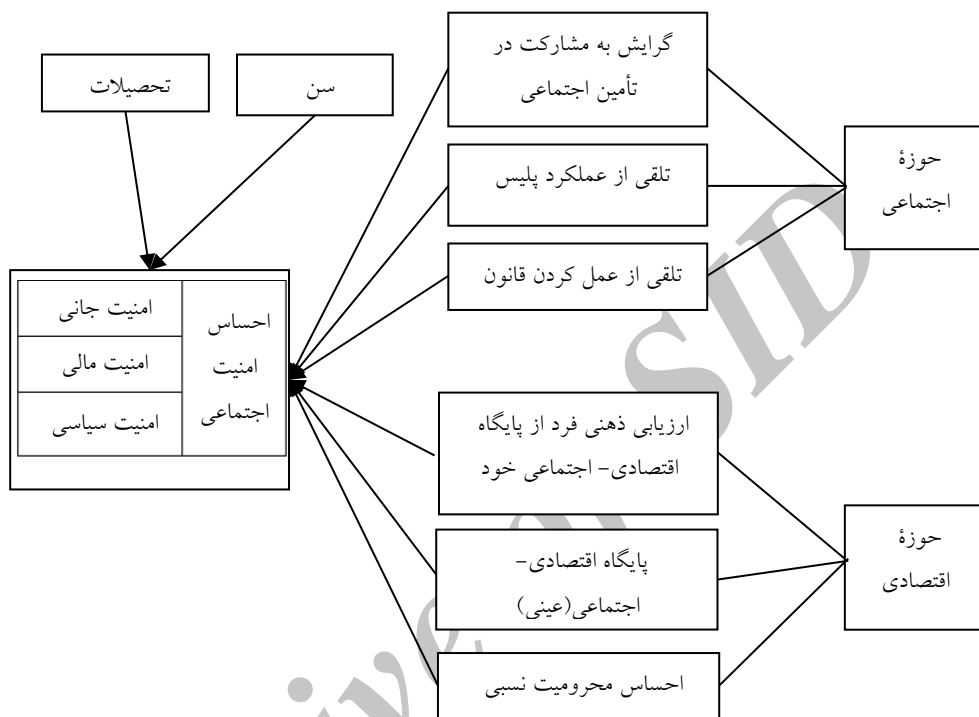 گرایش به مشارکت در
تأمین اجتماعی
سن
تحصیلات
حوزهٔ
اجتماعی
تلقی از عملکرد پلیس
تلقی از عمل کردن قانون
احساس
امنیت
اجتماعی
امنیت جانی
امنیت مالی
امنیت سیاسی
ارزیابی ذهنی فرد از پایگاه
اقتصادی- اجتماعی خود
حوزهٔ
اقتصادی
پایگاه اقتصادی-
اجتماعی(عینی)
احساس محرومیت نسبی
ive
SID